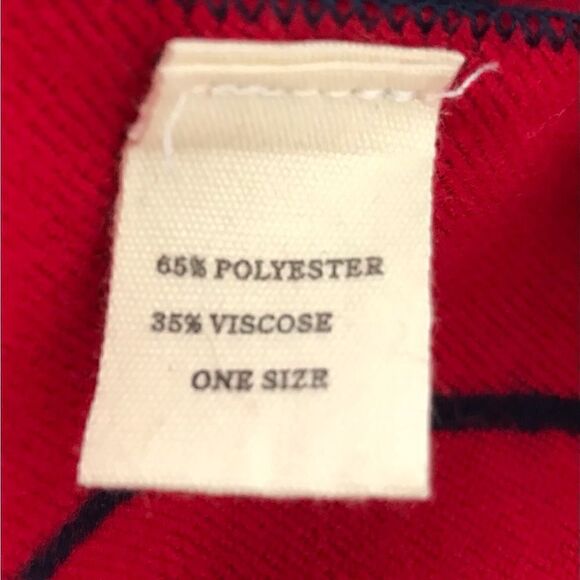 65% POLYESTER
35% VISCOSE
ONE SIZE